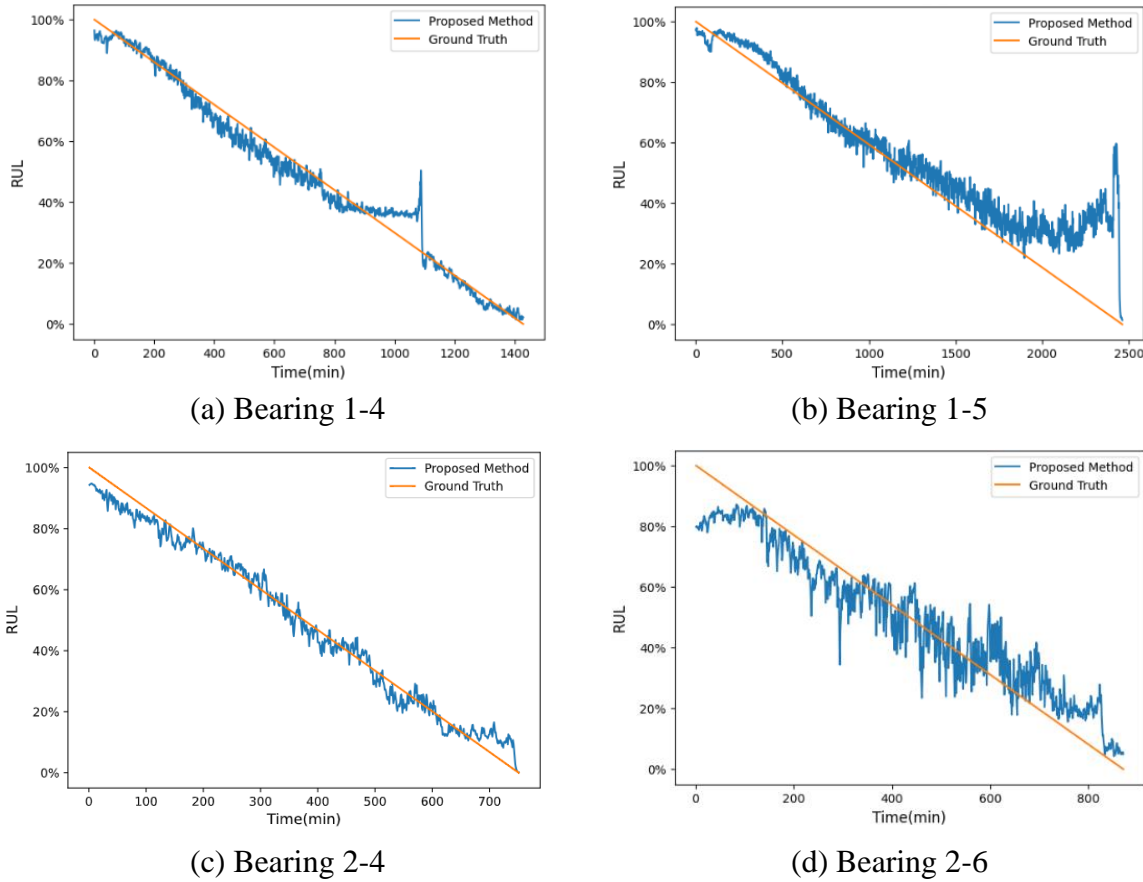 100%
80%
60%
40%
20%
0%
RUL
0 200 400 600 800 1000 1200 1400
Time(min)
Proposed Method
Ground Truth
(a) Bearing 1-4
100%
80%
60%
40%
20%
0%
RUL
0 500 1000 1500 2000 2500
Time(min)
Proposed Method
Ground Truth
(b) Bearing 1-5
100%
80%
60%
40%
20%
0%
RUL
0 100 200 300 400 500 600 700
Time(min)
Proposed Method
Ground Truth
(c) Bearing 2-4
100%
80%
60%
40%
20%
0%
RUL
0 200 400 600 800
Time(min)
Proposed Method
Ground Truth
(d) Bearing 2-6